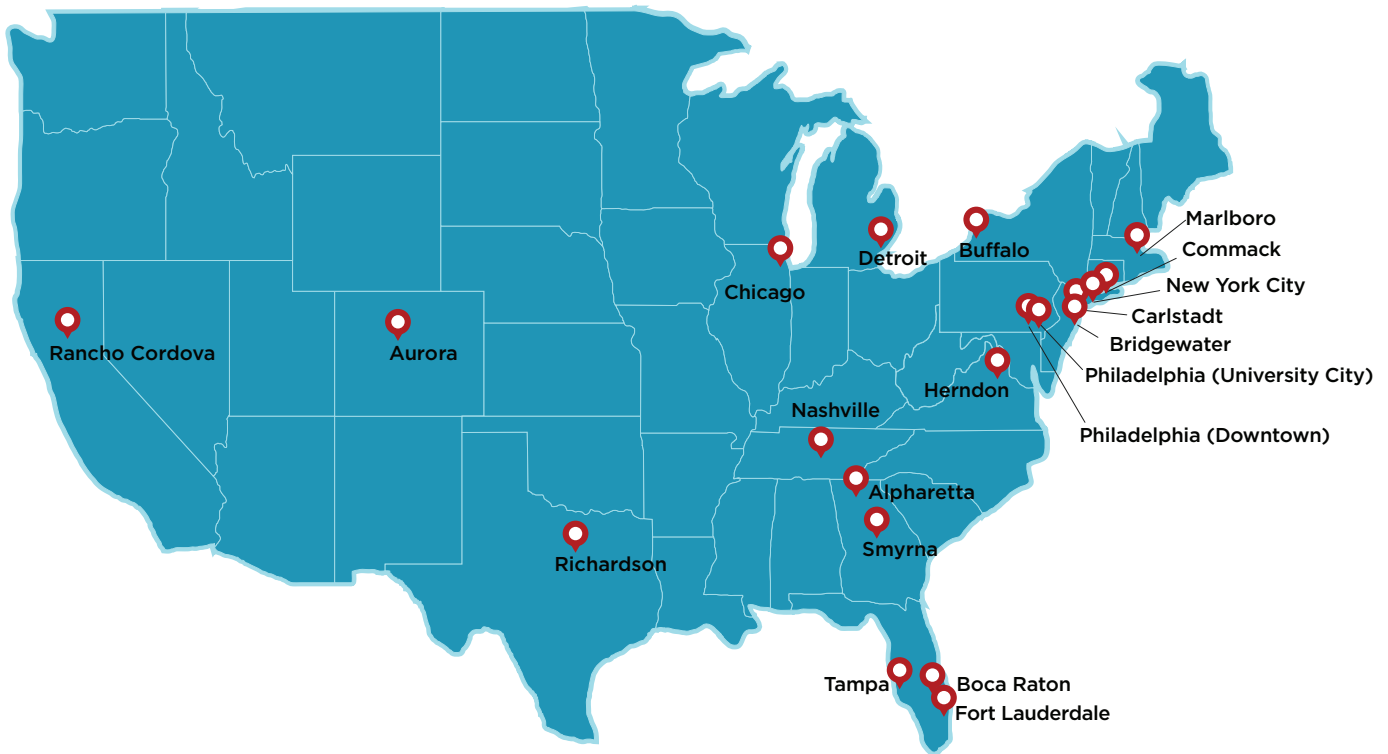 Marlboro
Commack
Buffalo
Detroit
New York City
Chicago
Carlstadt
Bridgewater
Rancho Cordova
Aurora
Philadelphia (University City)
Herndon
Nashville
Philadelphia (Downtown)
Alpharetta
Smyrna
Richardson
Tampa
Boca Raton
Fort Lauderdale